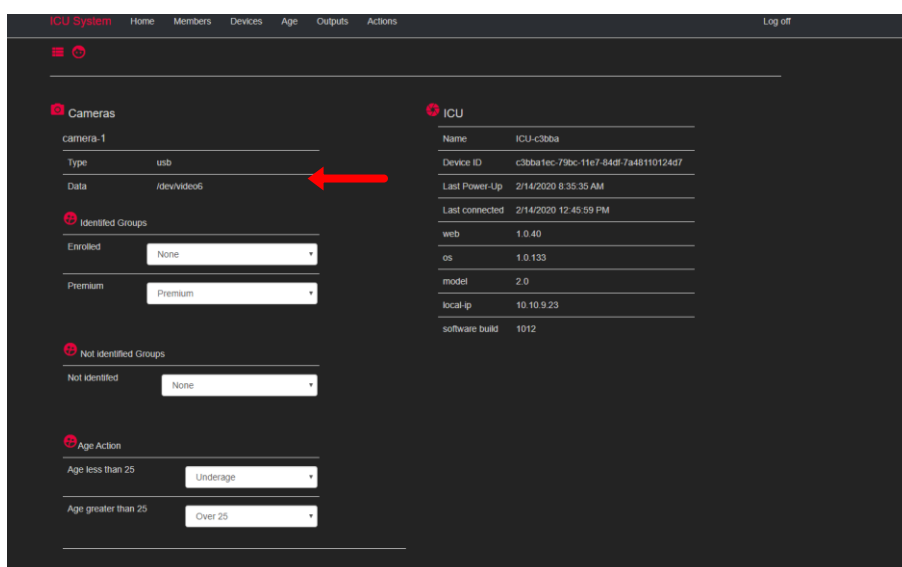 ICU System Home Members Devices Age Outputs Actions Log off
Cameras
camera-1
Type usb
Data /dev/video6
Identifed Groups
Enrolled None
Premium Premium
Not identified Groups
Not identifed None
Age Action
Age less than 25 Underage
Age greater than 25 Over 25
ICU
Name ICU-c3bba
Device ID c3bba1ec-79bc-11e7-84df-7a48110124d7
Last Power-Up 2/14/2020 8:35:35 AM
Last connected 2/14/2020 12:45:59 PM
web 1.0.40
os 1.0.133
model 2.0
local-ip 10.10.9.23
software build 1012